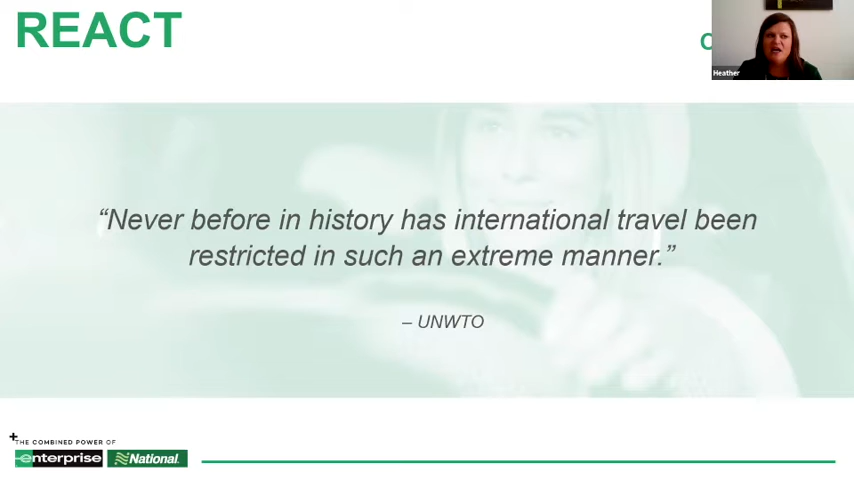 REACT
Heather
“Never before in history has international travel been
restricted in such an extreme manner.”
– UNWTO
THE COMBINED POWER OF
enterprise National.